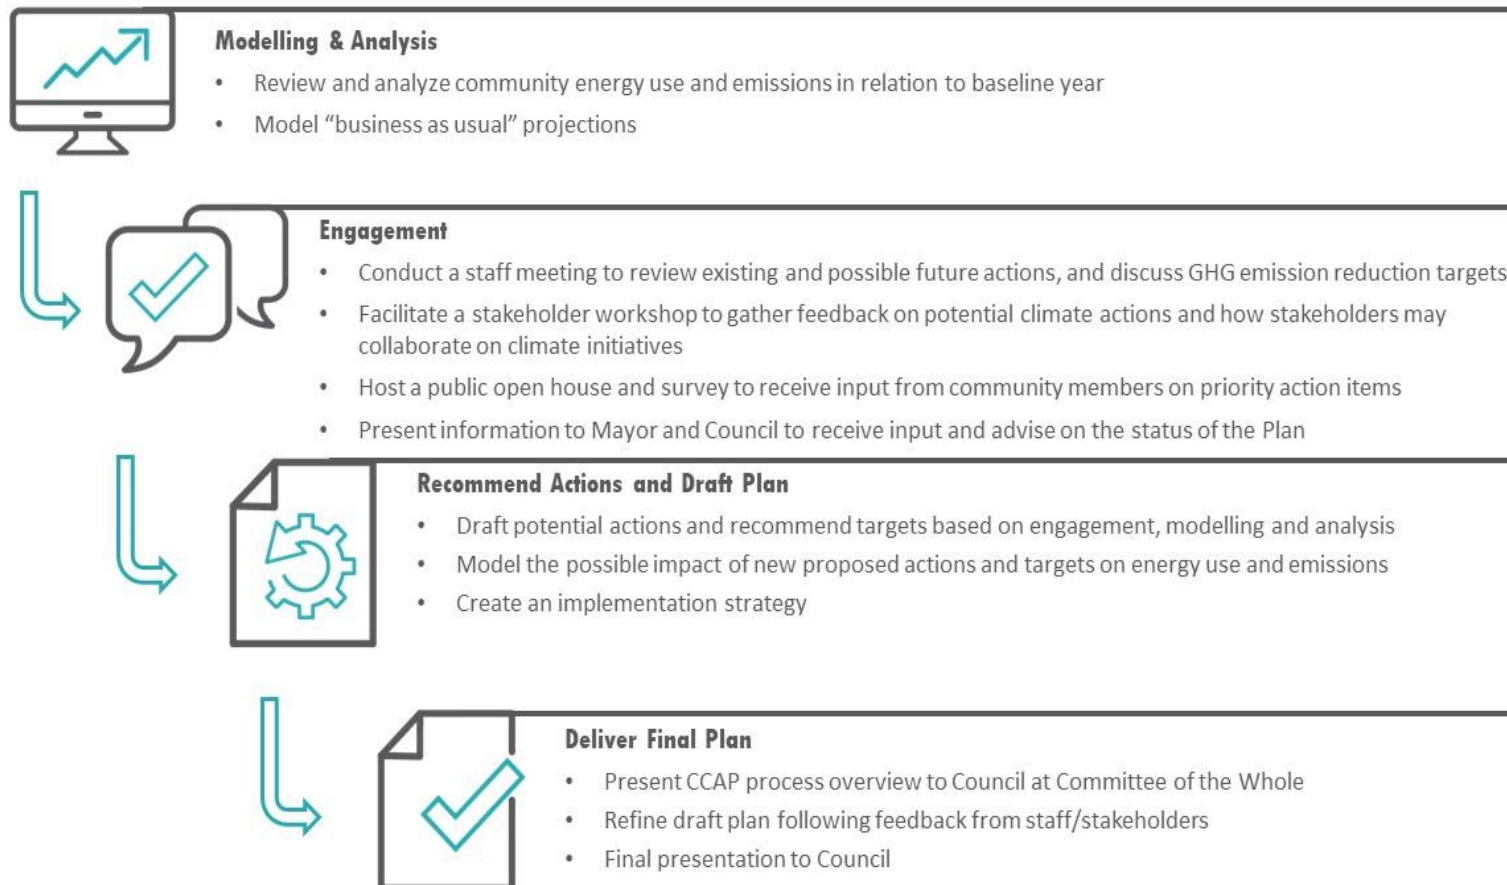 Modelling & Analysis
• Review and analyze community energy use and emissions in relation to baseline year
• Model “business as usual” projections
Engagement
• Conduct a staff meeting to review existing and possible future actions, and discuss GHG emission reduction targets
• Facilitate a stakeholder workshop to gather feedback on potential climate actions and how stakeholders may
collaborate on climate initiatives
• Host a public open house and survey to receive input from community members on priority action items
• Present information to Mayor and Council to receive input and advise on the status of the Plan
Recommend Actions and Draft Plan
• Draft potential actions and recommend targets based on engagement, modelling and analysis
• Model the possible impact of new proposed actions and targets on energy use and emissions
• Create an implementation strategy
Deliver Final Plan
• Present CCAP process overview to Council at Committee of the Whole
• Refine draft plan following feedback from staff/stakeholders
• Final presentation to Council